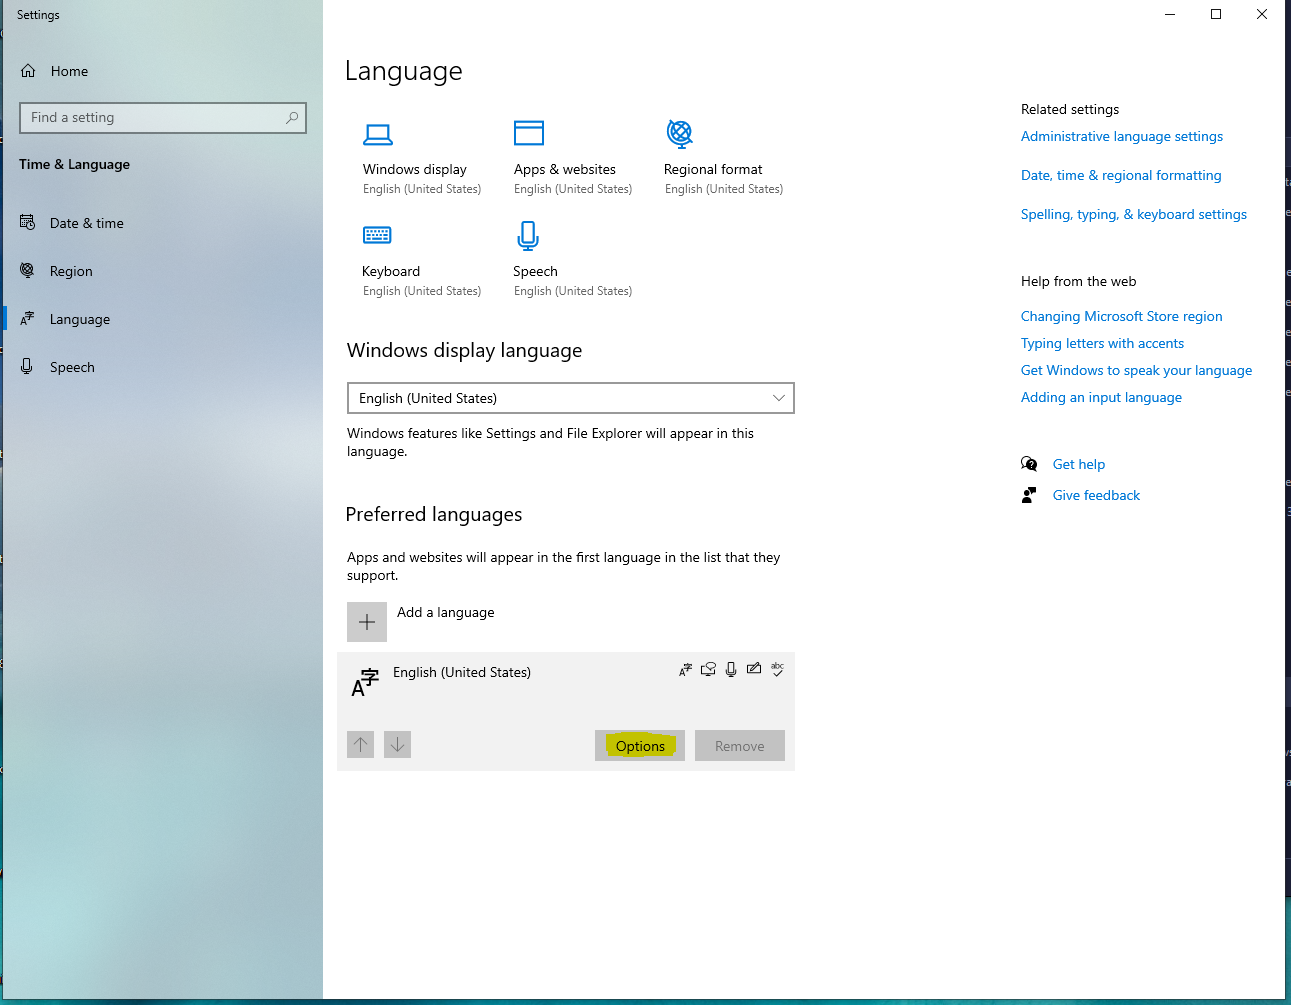 Settings
Home
Find a setting
Time & Language
Date & time
Region
Language
Speech
Language
Windows display
English (United States)
Apps & websites
English (United States)
Regional format
English (United States)
Keyboard
English (United States)
Speech
English (United States)
Windows display language
English (United States)
Windows features like Settings and File Explorer will appear in this
language.
Preferred languages
Apps and websites will appear in the first language in the list that they
support.
Add a language
A字
English (United States)
abc
Options
Remove
Related settings
Administrative language settings
Date, time & regional formatting
Spelling, typing, & keyboard settings
Help from the web
Changing Microsoft Store region
Typing letters with accents
Get Windows to speak your language
Adding an input language
Get help
Give feedback